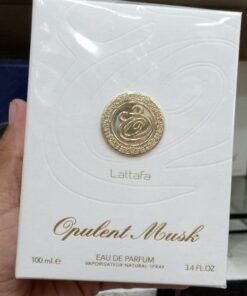 Lattafa
Opulent Musk
EAU DE PARFUM
VAPORISATEUR NATURAL SPRAY
100 ml e 3.4 FL.OZ